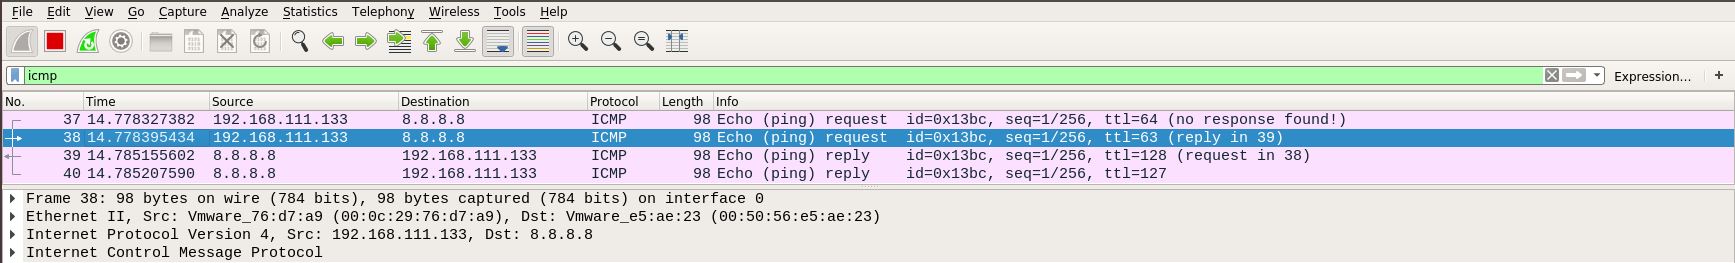 File Edit View Go Capture Analyze Statistics Telephony Wireless Tools Help
icmp Expression... +
No. Time Source Destination Protocol Length Info
37 14.778327382 192.168.111.133 8.8.8.8 ICMP 98 Echo (ping) request id=0x13bc, seq=1/256, ttl=64 (no response found!)
38 14.778395434 192.168.111.133 8.8.8.8 ICMP 98 Echo (ping) request id=0x13bc, seq=1/256, ttl=63 (reply in 39)
39 14.785155602 8.8.8.8 192.168.111.133 ICMP 98 Echo (ping) reply id=0x13bc, seq=1/256, ttl=128 (request in 38)
40 14.785207590 8.8.8.8 192.168.111.133 ICMP 98 Echo (ping) reply id=0x13bc, seq=1/256, ttl=127
Frame 38: 98 bytes on wire (784 bits), 98 bytes captured (784 bits) on interface 0
Ethernet II, Src: Vmware_76:d7:a9 (00:0c:29:76:d7:a9), Dst: Vmware_e5:ae:23 (00:50:56:e5:ae:23)
Internet Protocol Version 4, Src: 192.168.111.133, Dst: 8.8.8.8
Internet Control Message Protocol